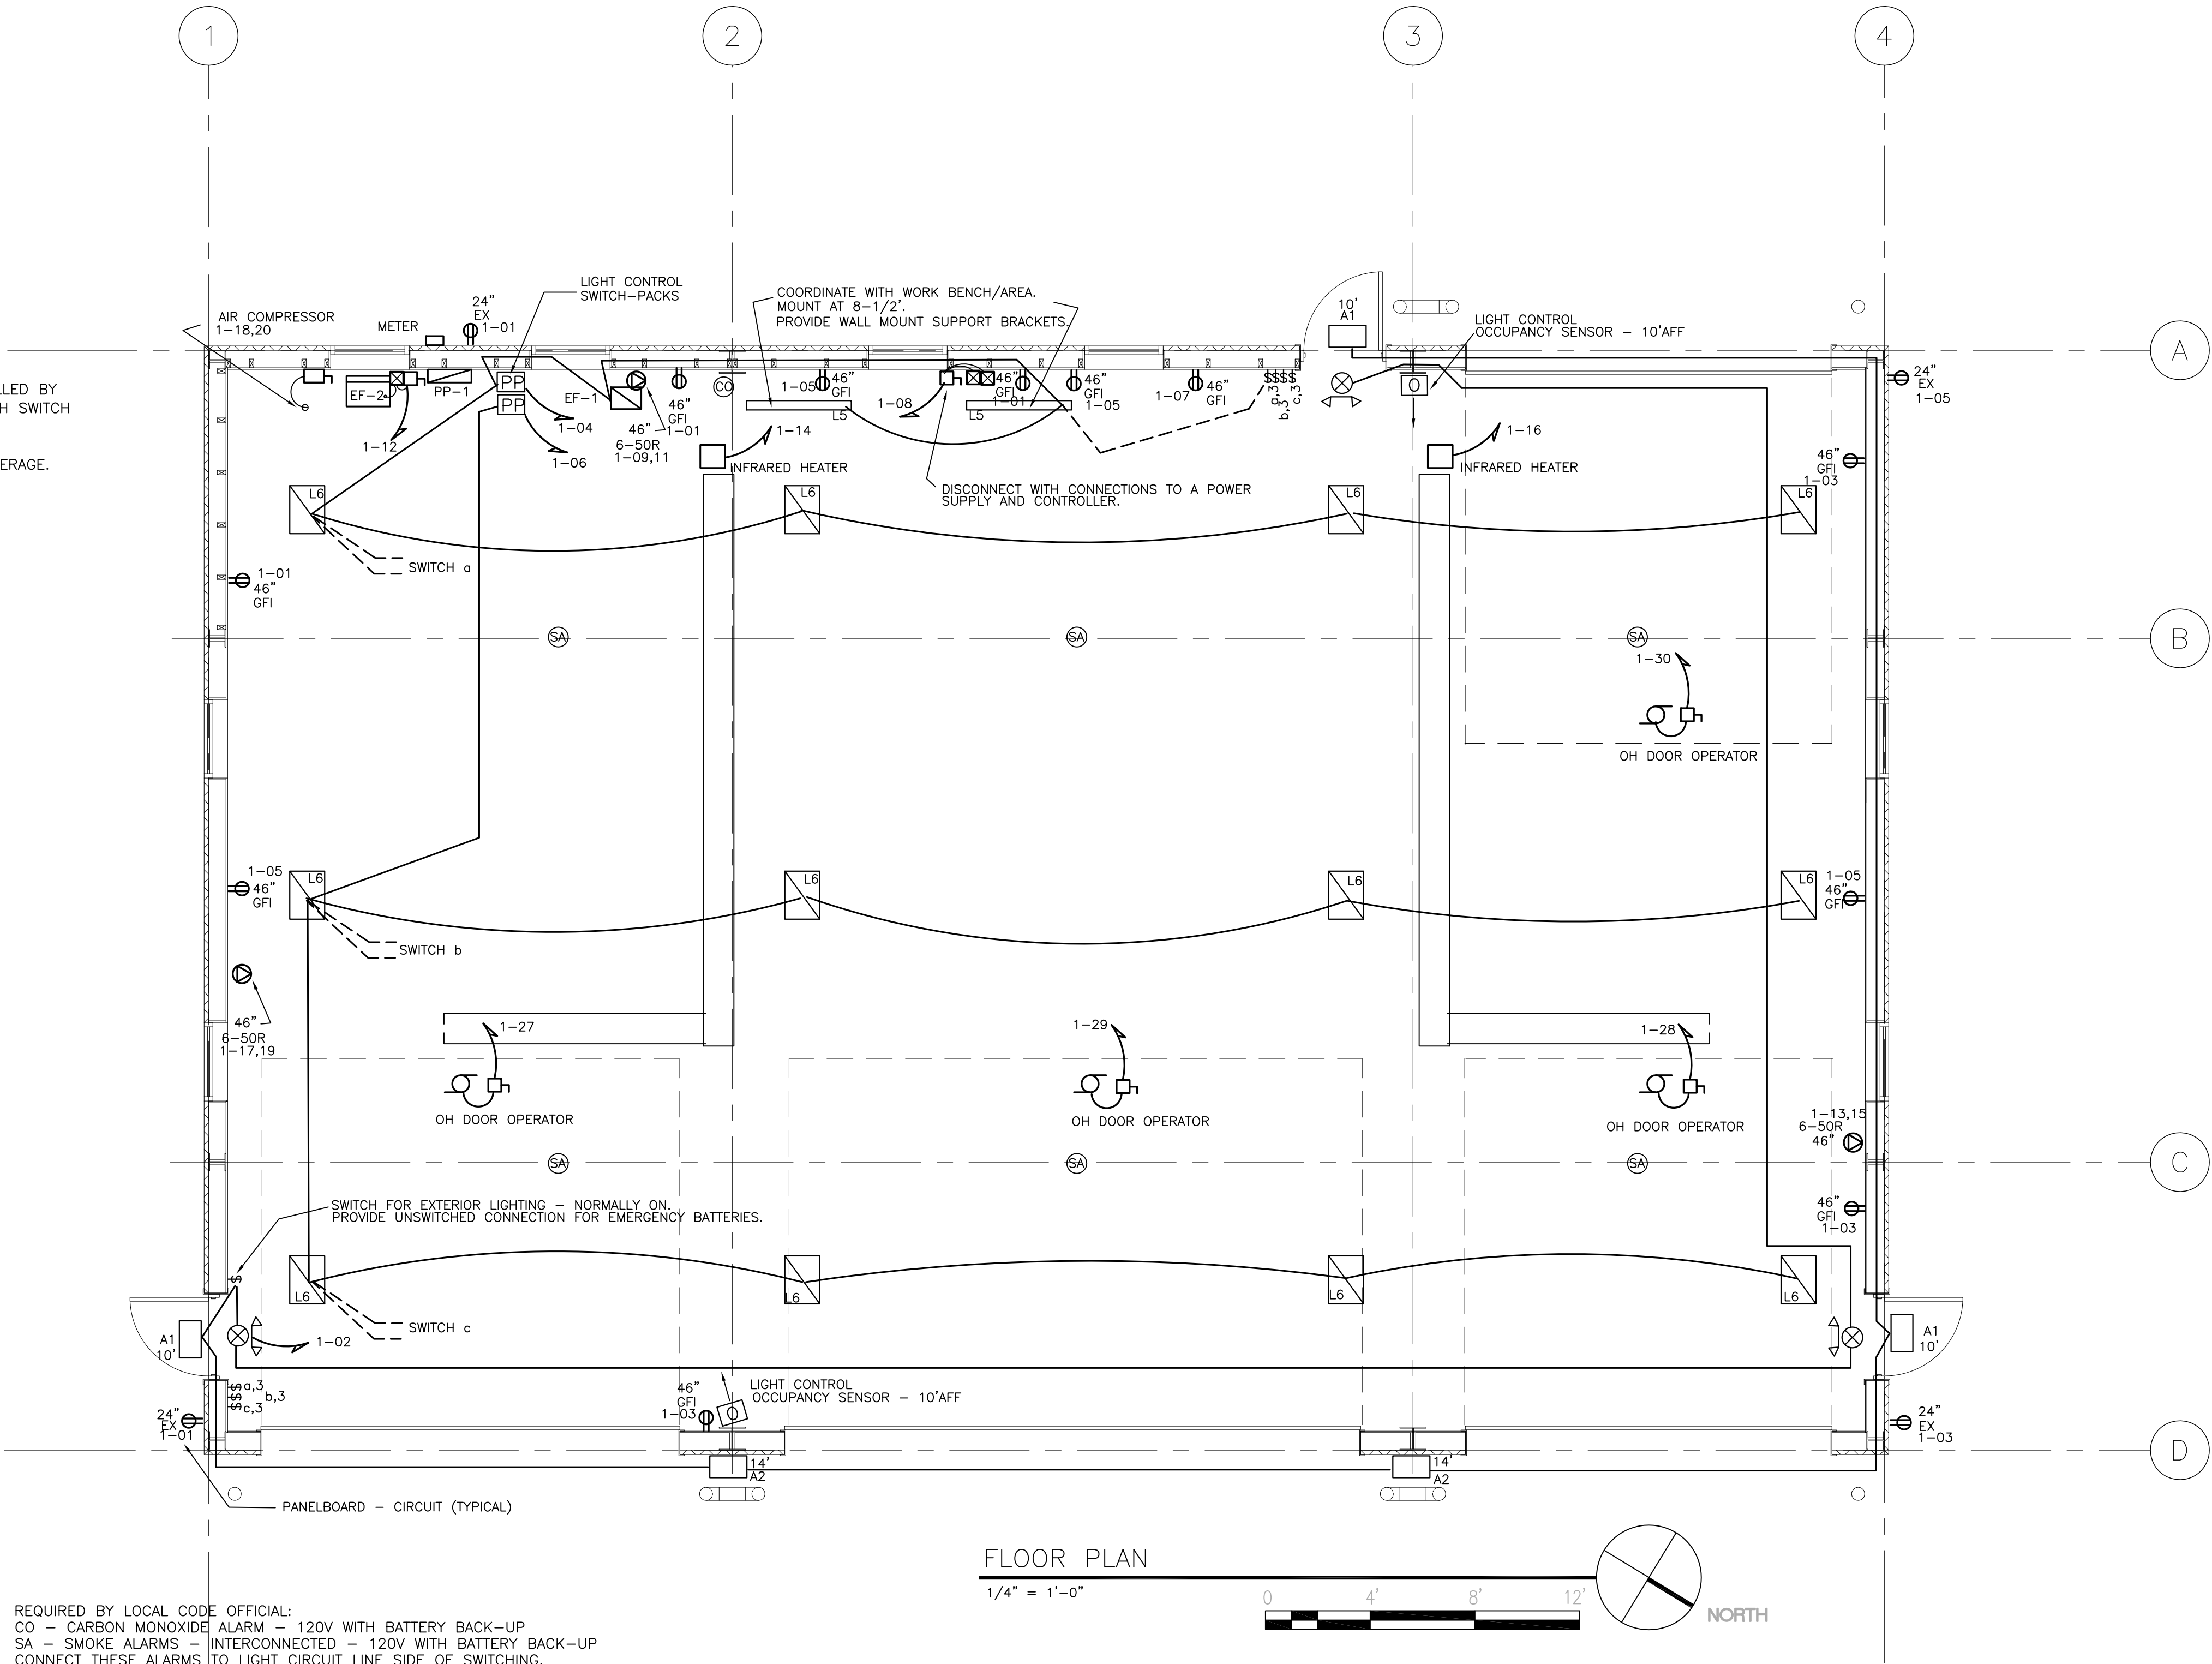 1
2
3
4
LIGHT CONTROL
SWITCH-PACKS
COORDINATE WITH WORK BENCH/AREA.
MOUNT AT 8-1/2'.
PROVIDE WALL MOUNT SUPPORT BRACKETS.
AIR COMPRESSOR
1-18,20
METER
24"
EX
1-01
10'
A1
LIGHT CONTROL
OCCUPANCY SENSOR - 10'AFF
A
LLED BY
H SWITCH
ERAGE.
EF-2
PP-1
PP
PP
EF-1
CO
1-12
1-04
1-06
46"
6-50R
1-09,11
46"
GFI
1-01
1-14
INFRARED HEATER
1-05
46"
GFI
L5
1-08
46"
GFI
1-01
L5
46"
GFI
1-05
1-07
46"
GFI
$$$$
a,3
b,3
c,3
O
1-16
INFRARED HEATER
24"
EX
1-05
46"
GFI
1-03
DISCONNECT WITH CONNECTIONS TO A POWER
SUPPLY AND CONTROLLER.
L6
L6
L6
L6
SWITCH a
1-01
46"
GFI
SA
SA
SA
B
1-30
OH DOOR OPERATOR
1-05
46"
GFI
L6
L6
L6
L6
1-05
46"
GFI
SWITCH b
46"
6-50R
1-17,19
1-27
1-29
1-28
OH DOOR OPERATOR
OH DOOR OPERATOR
OH DOOR OPERATOR
1-13,15
6-50R
46"
SA
SA
SA
C
SWITCH FOR EXTERIOR LIGHTING - NORMALLY ON.
PROVIDE UNSWITCHED CONNECTION FOR EMERGENCY BATTERIES.
46"
GFI
1-03
$
L6
L6
L6
L6
SWITCH c
A1
10'
1-02
A1
10'
$ a,3
$ b,3
$ c,3
24"
EX
1-01
46"
GFI
1-03
LIGHT CONTROL
OCCUPANCY SENSOR - 10'AFF
O
24"
EX
1-03
D
14'
A2
14'
A2
PANELBOARD - CIRCUIT (TYPICAL)
FLOOR PLAN
1/4" = 1'-0"
0 4' 8' 12'
NORTH
REQUIRED BY LOCAL CODE OFFICIAL:
CO - CARBON MONOXIDE ALARM - 120V WITH BATTERY BACK-UP
SA - SMOKE ALARMS - INTERCONNECTED - 120V WITH BATTERY BACK-UP
CONNECT THESE ALARMS TO LIGHT CIRCUIT LINE SIDE OF SWITCHING.